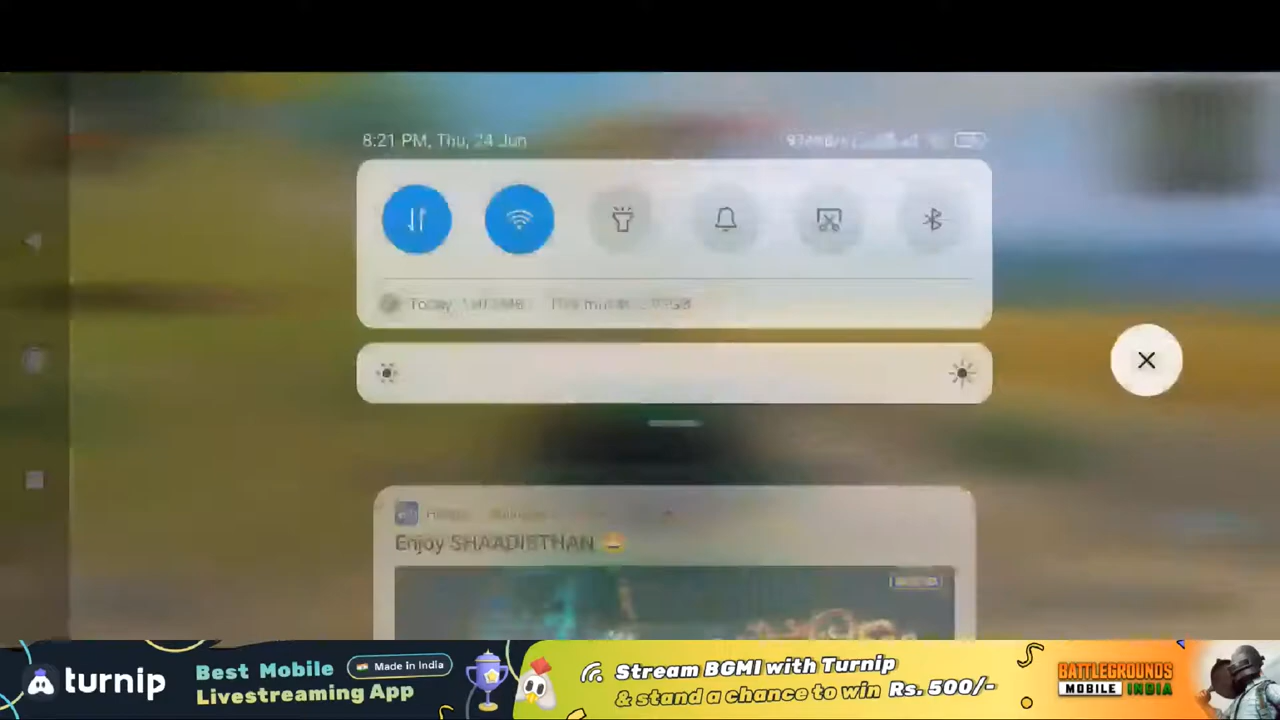 8:21 PM, Thu, 24 Jun
Today
Enjoy SHAADISTHAN
turnip
Best Mobile
Livestreaming App
Made in India
Stream BGMI with Turnip
& stand a chance to win Rs. 500/-
BATTLEGROUNDS
MOBILE INDIA